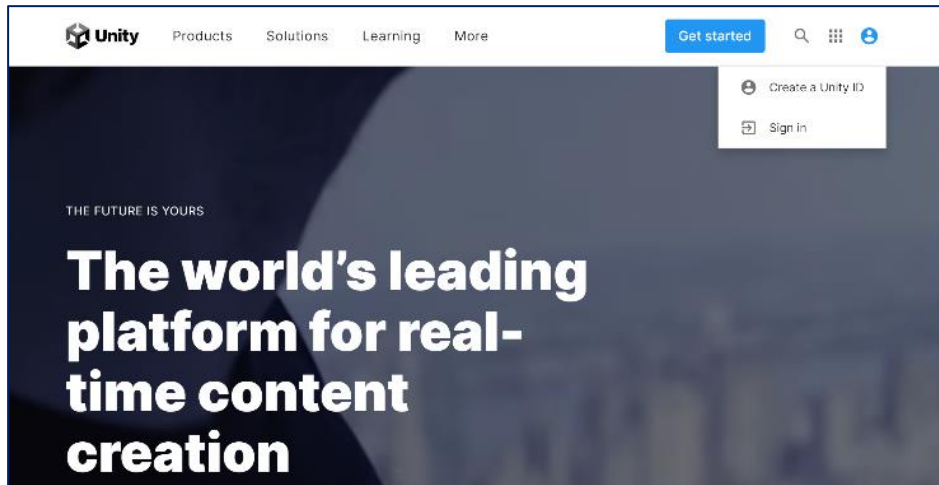 Unity Products Solutions Learning More Get started
Create a Unity ID
Sign in
THE FUTURE IS YOURS
The world's leading
platform for real-
time content
creation